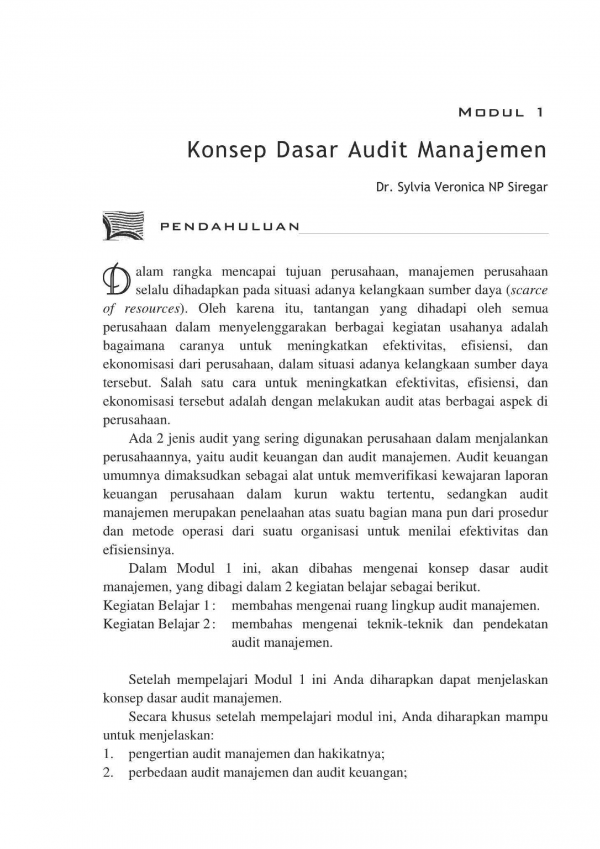 MODUL 1
Konsep Dasar Audit Manajemen
Dr. Sylvia Veronica NP Siregar
PENDAHULUAN
Dalam rangka mencapai tujuan perusahaan, manajemen perusahaan
selalu dihadapkan pada situasi adanya kelangkaan sumber daya (scarce
of resources). Oleh karena itu, tantangan yang dihadapi oleh semua
perusahaan dalam menyelenggarakan berbagai kegiatan usahanya adalah
bagaimana caranya untuk meningkatkan efektivitas, efisiensi, dan
ekonomisasi dari perusahaan, dalam situasi adanya kelangkaan sumber daya
tersebut. Salah satu cara untuk meningkatkan efektivitas, efisiensi, dan
ekonomisasi tersebut adalah dengan melakukan audit atas berbagai aspek di
perusahaan.
Ada 2 jenis audit yang sering digunakan perusahaan dalam menjalankan
perusahaannya, yaitu audit keuangan dan audit manajemen. Audit keuangan
umumnya dimaksudkan sebagai alat untuk memverifikasi kewajaran laporan
keuangan perusahaan dalam kurun waktu tertentu, sedangkan audit
manajemen merupakan penelaahan atas suatu bagian mana pun dari prosedur
dan metode operasi dari suatu organisasi untuk menilai efektivitas dan
efisiensinya.
Dalam Modul 1 ini, akan dibahas mengenai konsep dasar audit
manajemen, yang dibagi dalam 2 kegiatan belajar sebagai berikut.
Kegiatan Belajar 1: membahas mengenai ruang lingkup audit manajemen.
Kegiatan Belajar 2: membahas mengenai teknik-teknik dan pendekatan
audit manajemen.
Setelah mempelajari Modul 1 ini Anda diharapkan dapat menjelaskan
konsep dasar audit manajemen.
Secara khusus setelah mempelajari modul ini, Anda diharapkan mampu
untuk menjelaskan:
1. pengertian audit manajemen dan hakikatnya;
2. perbedaan audit manajemen dan audit keuangan;